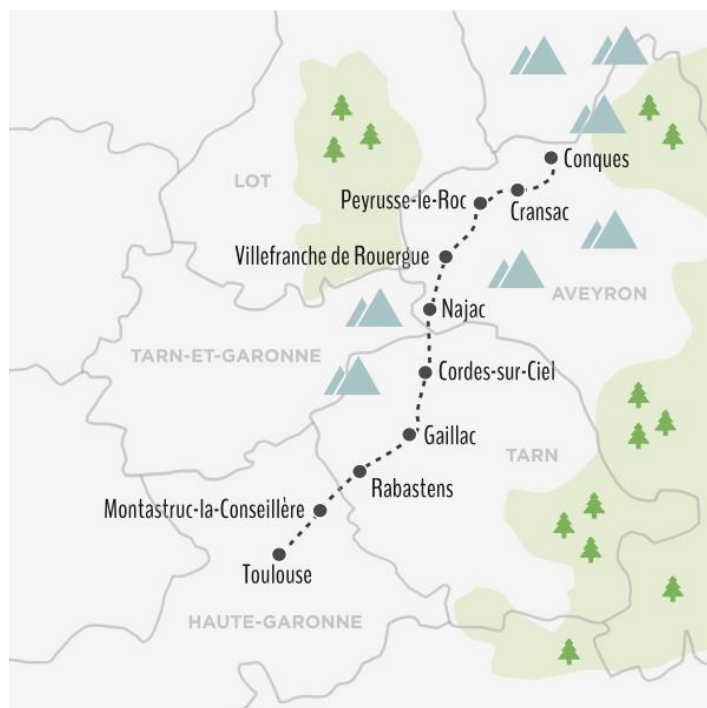 Conques
LOT
Peyrusse-le-Roc
Cransac
Villefranche de Rouergue
AVEYRON
Najac
TARN-ET-GARONNE
Cordes-sur-Ciel
Gaillac
TARN
Rabastens
Montastruc-la-Conseillère
Toulouse
HAUTE-GARONNE